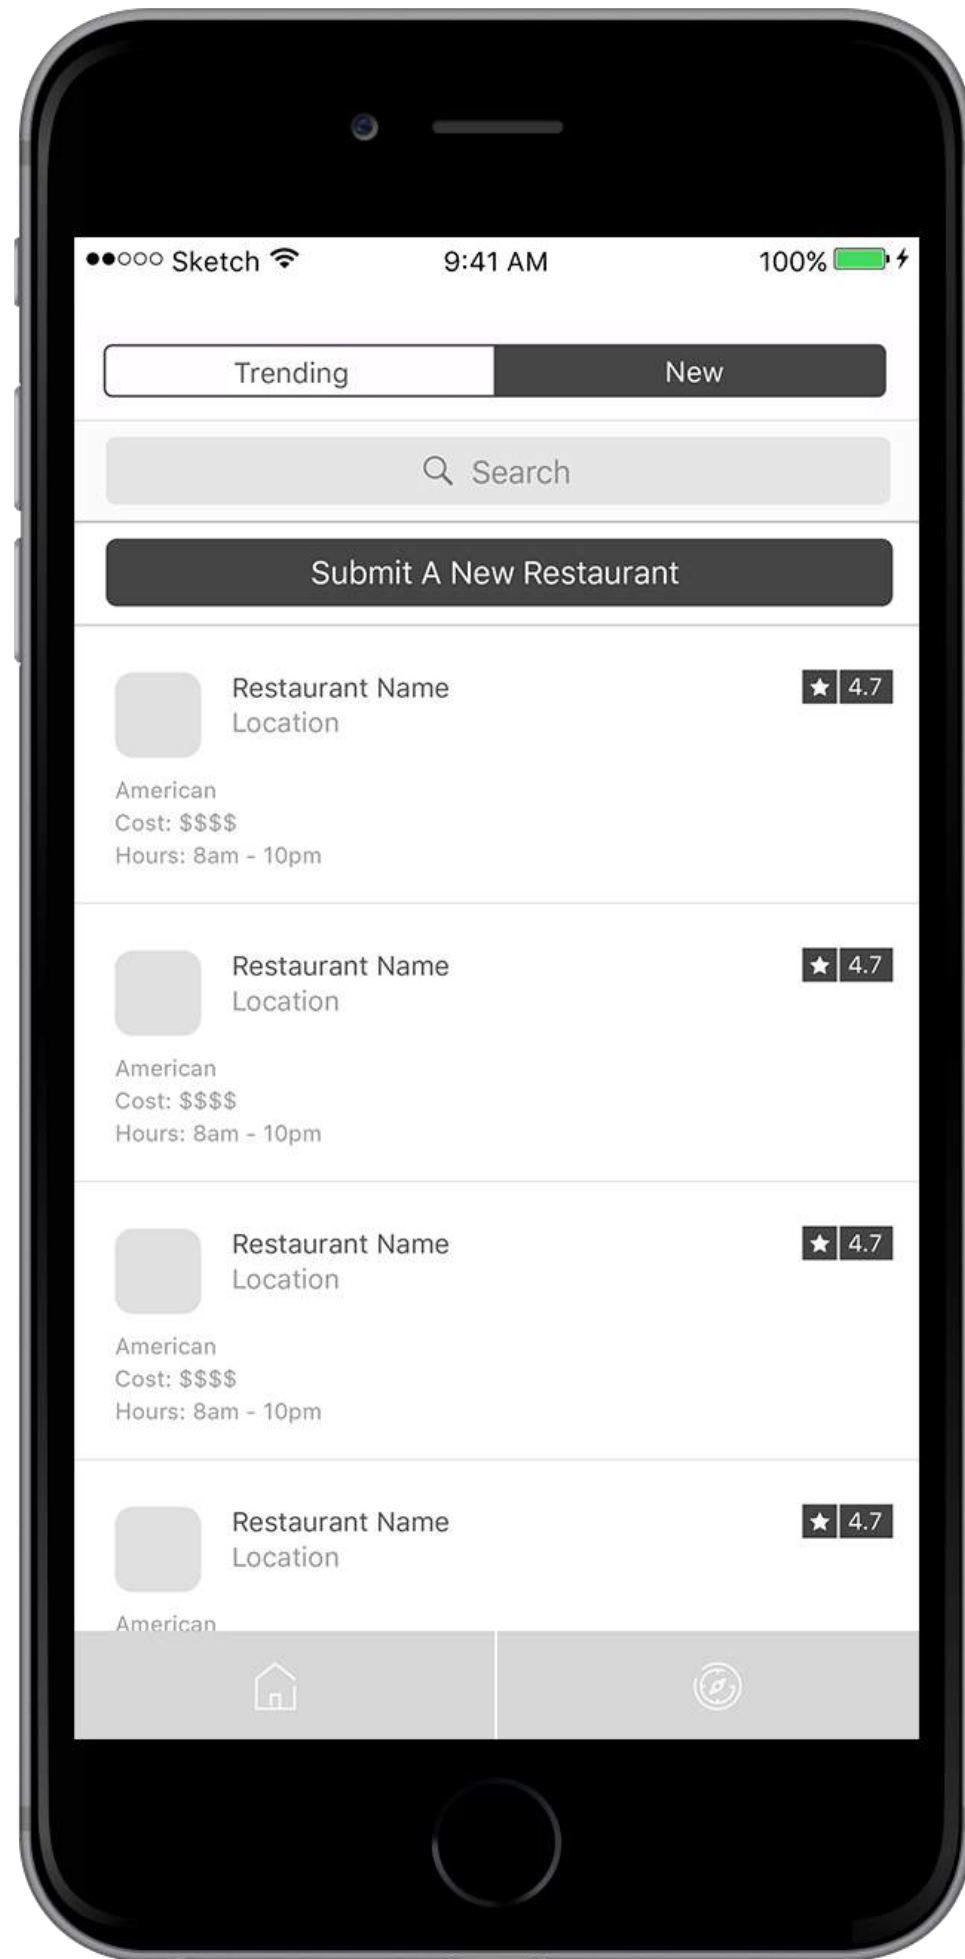 Sketch 9:41 AM 100%
Trending New
Search
Submit A New Restaurant
Restaurant Name 4.7
Location
American
Cost: $$$$
Hours: 8am - 10pm
Restaurant Name 4.7
Location
American
Cost: $$$$
Hours: 8am - 10pm
Restaurant Name 4.7
Location
American
Cost: $$$$
Hours: 8am - 10pm
Restaurant Name 4.7
Location
American